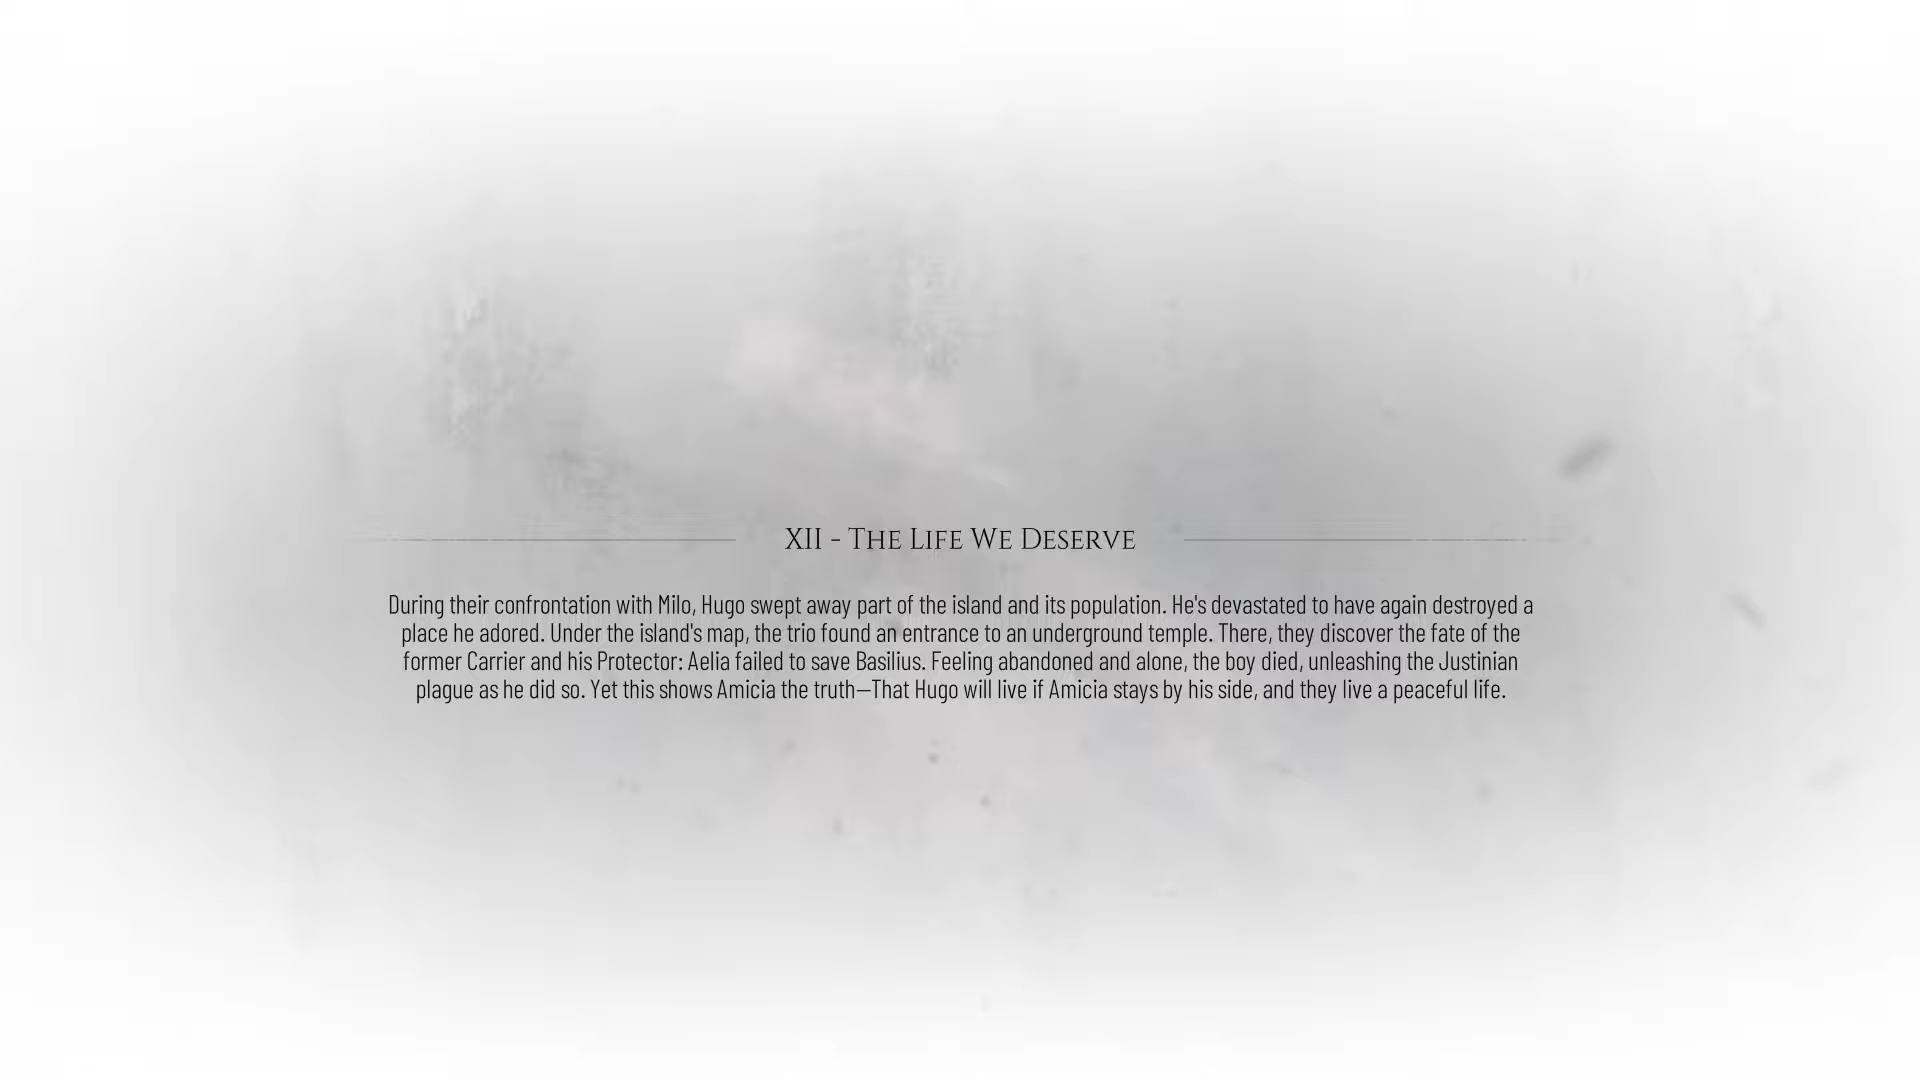 XII - The Life We Deserve
During their confrontation with Milo, Hugo swept away part of the island and its population. He's devastated to have again destroyed a
place he adored. Under the island's map, the trio found an entrance to an underground temple. There, they discover the fate of the
former Carrier and his Protector: Aelia failed to save Basilius. Feeling abandoned and alone, the boy died, unleashing the Justinian
plague as he did so. Yet this shows Amicia the truth—That Hugo will live if Amicia stays by his side, and they live a peaceful life.